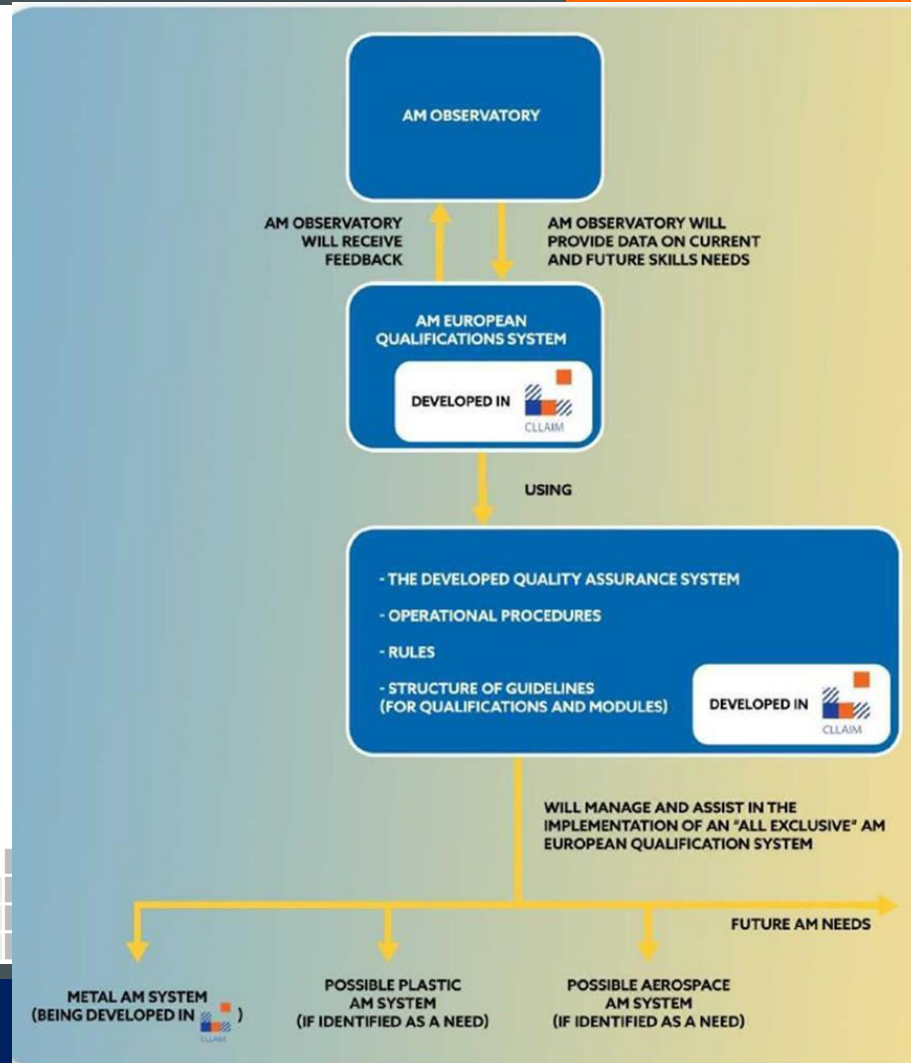 AM OBSERVATORY
AM OBSERVATORY
WILL RECEIVE
FEEDBACK
AM OBSERVATORY WILL
PROVIDE DATA ON CURRENT
AND FUTURE SKILLS NEEDS
AM EUROPEAN
QUALIFICATIONS SYSTEM
DEVELOPED IN
CLLAIM
USING
- THE DEVELOPED QUALITY ASSURANCE SYSTEM
- OPERATIONAL PROCEDURES
- RULES
- STRUCTURE OF GUIDELINES
(FOR QUALIFICATIONS AND MODULES)
DEVELOPED IN
CLLAIM
WILL MANAGE AND ASSIST IN THE
IMPLEMENTATION OF AN "ALL EXCLUSIVE" AM
EUROPEAN QUALIFICATION SYSTEM
FUTURE AM NEEDS
METAL AM SYSTEM
(BEING DEVELOPED IN )
CLLAIM
POSSIBLE PLASTIC
AM SYSTEM
(IF IDENTIFIED AS A NEED)
POSSIBLE AEROSPACE
AM SYSTEM
(IF IDENTIFIED AS A NEED)